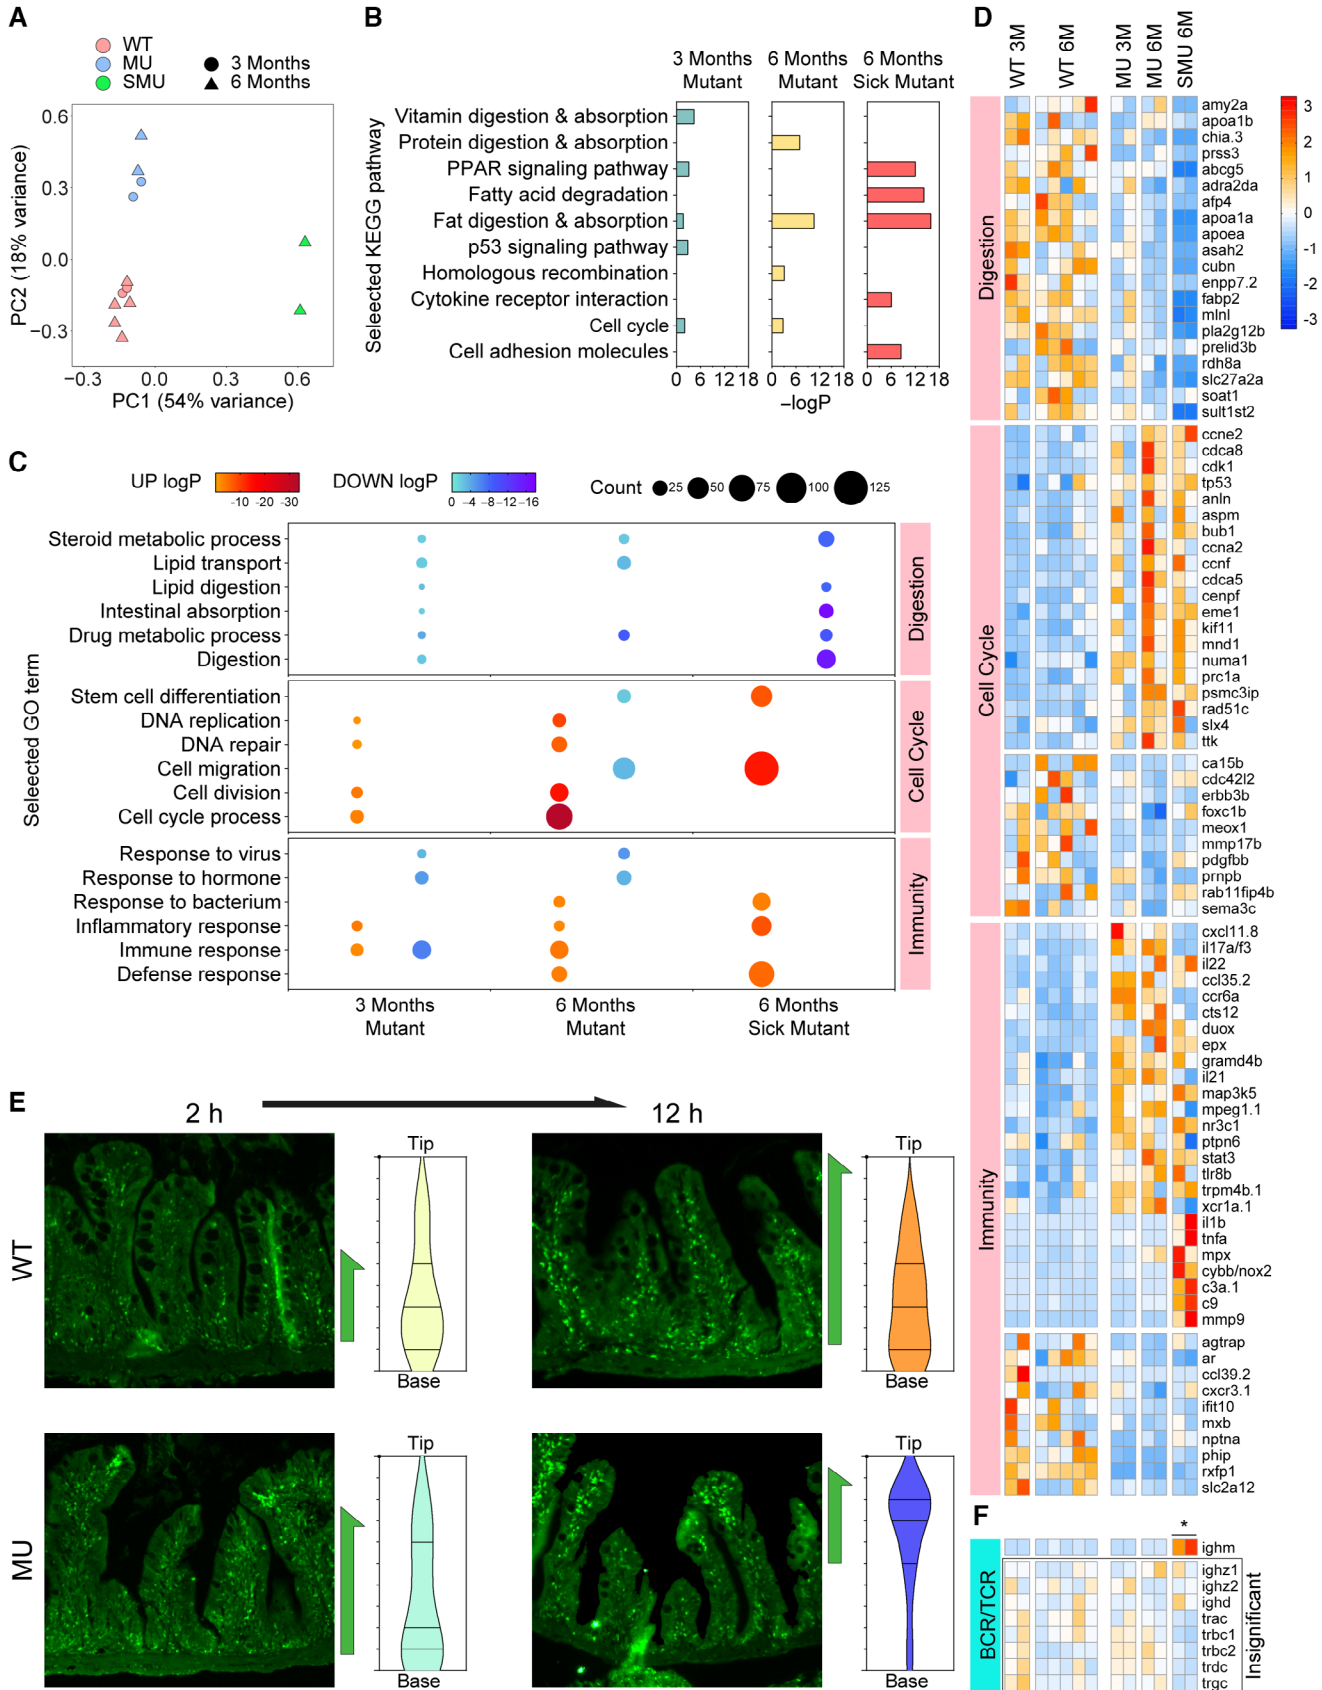 A
WT
MU
SMU
3 Months
6 Months
0.6
0.3
0.0
−0.3
PC2 (18% variance)
−0.3
0.0
0.3
0.6
PC1 (54% variance)
B
3 Months
Mutant
6 Months
Mutant
6 Months
Sick Mutant
Selected KEGG pathway
Vitamin digestion & absorption
Protein digestion & absorption
PPAR signaling pathway
Fatty acid degradation
Fat digestion & absorption
p53 signaling pathway
Homologous recombination
Cytokine receptor interaction
Cell cycle
Cell adhesion molecules
0 6 12 18
0 6 12 18
0 6 12 18
−logP
C
UP logP
-10 -20 -30
DOWN logP
0 -4 -8 -12 -16
Count
25
50
75
100
125
Seleected GO term
Steroid metabolic process
Lipid transport
Lipid digestion
Intestinal absorption
Drug metabolic process
Digestion
Digestion
Stem cell differentiation
DNA replication
DNA repair
Cell migration
Cell division
Cell cycle process
Cell Cycle
Response to virus
Response to hormone
Response to bacterium
Inflammatory response
Immune response
Defense response
Immunity
3 Months
Mutant
6 Months
Mutant
6 Months
Sick Mutant
D
WT 3M
WT 6M
MU 3M
MU 6M
SMU 6M
3
2
1
0
-1
-2
-3
Digestion
amy2a
apoa1b
chia.3
prss3
abcg5
adra2da
afp4
apoa1a
apoea
asah2
cubn
enpp7.2
fabp2
mlnl
pla2g12b
prelid3b
rdh8a
slc27a2a
soat1
sult1st2
Cell Cycle
ccne2
cdca8
cdk1
tp53
anln
aspm
bub1
ccna2
ccnf
cdca5
cenpf
eme1
kif11
mnd1
numa1
prc1a
psmc3ip
rad51c
slx4
ttk
ca15b
cdc42l2
erbb3b
foxc1b
meox1
mmp17b
pdgfbb
prnpb
rab11fip4b
sema3c
Immunity
cxcl11.8
il17a/f3
il22
ccl35.2
ccr6a
cts12
duox
epx
gramd4b
il21
map3k5
mpeg1.1
nr3c1
ptpn6
stat3
tlr8b
trpm4b.1
xcr1a.1
il1b
tnfa
mpx
cybb/nox2
c3a.1
c9
mmp9
agtrap
ar
ccl39.2
cxcr3.1
ifit10
mxb
nptna
phip
rxfp1
slc2a12
E
2 h
12 h
WT
Tip
Base
Tip
Base
MU
Tip
Base
Tip
Base
F
*
BCR/TCR
ighm
ighz1
ighz2
ighd
trac
trbc1
trbc2
trdc
trgc
Insignificant